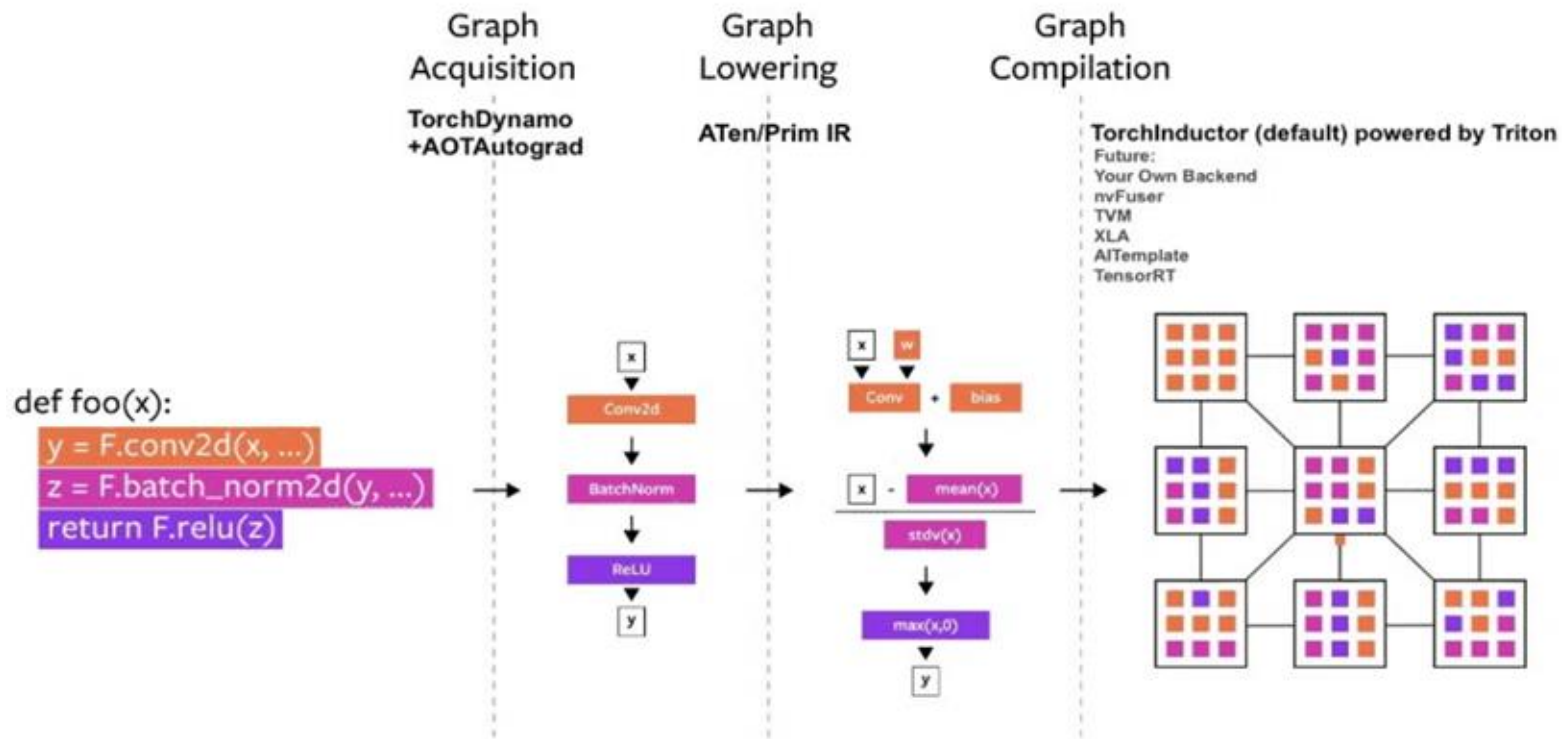 Graph
Acquisition
Graph
Lowering
Graph
Compilation
TorchDynamo
+AOTAutograd
ATen/Prim IR
TorchInductor (default) powered by Triton
Future:
Your Own Backend
nvFuser
TVM
XLA
AITemplate
TensorRT
def foo(x):
y = F.conv2d(x, ...)
z = F.batch_norm2d(y, ...)
return F.relu(z)
x
Conv2d
BatchNorm
ReLU
y
x w
Conv + bias
x - mean(x)
stdv(x)
max(x,0)
y